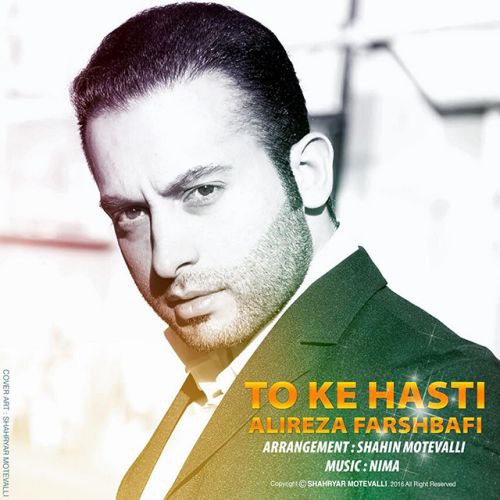 TO KE HASTI
ALIREZA FARSHBAFI
ARRANGEMENT : SHAHIN MOTEVALLI
MUSIC : NIMA
Copyright © SHAHRYAR MOTEVALLI. 2016 All Right Reserved
COVER ART : SHAHRYAR MOTEVALLI